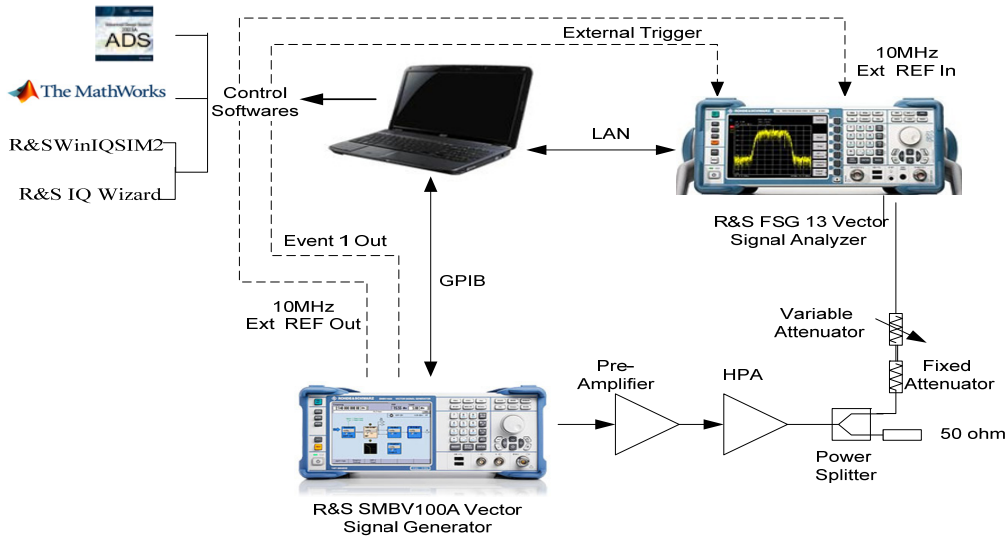 ADS
The MathWorks
R&SWinIQSIM2
R&S IQ Wizard
Control
Softwares
External Trigger
10MHz
Ext REF In
LAN
R&S FSG 13 Vector
Signal Analyzer
Event 1 Out
GPIB
10MHz
Ext REF Out
Variable
Attenuator
Fixed
Attenuator
Pre-
Amplifier
HPA
50 ohm
Power
Splitter
R&S SMBV100A Vector
Signal Generator